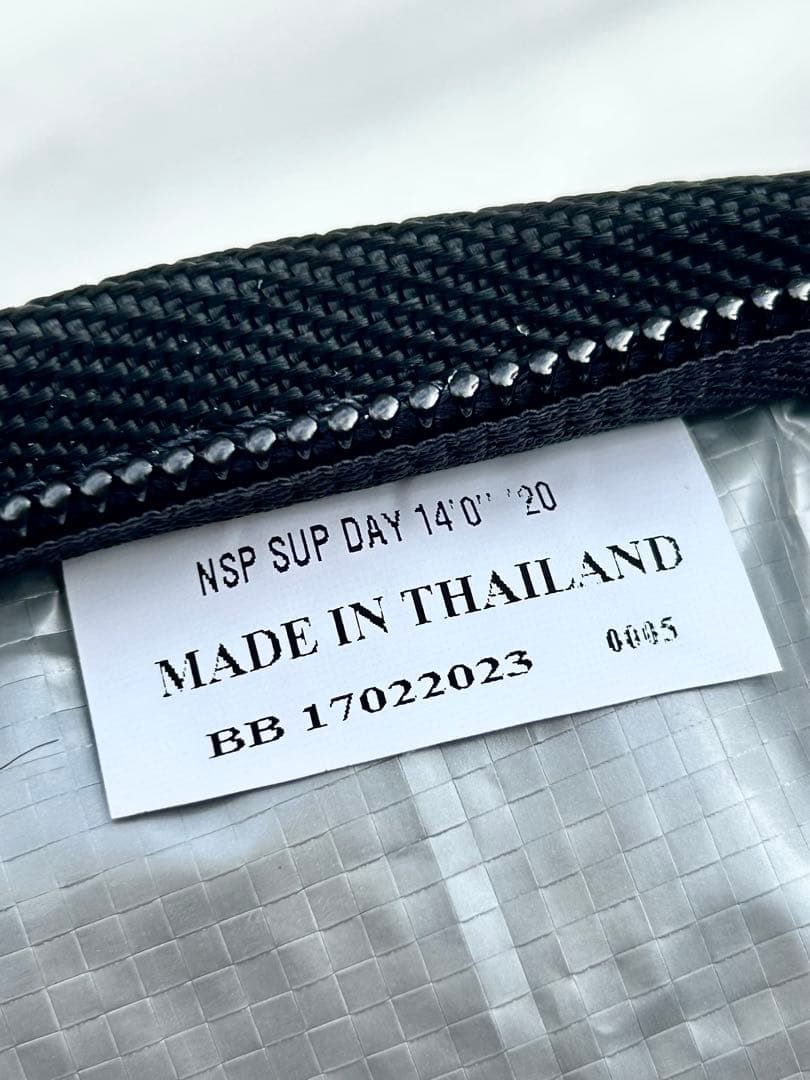 NSP SUP DAY 14'0'' '20
MADE IN THAILAND
BB 17022023 0005